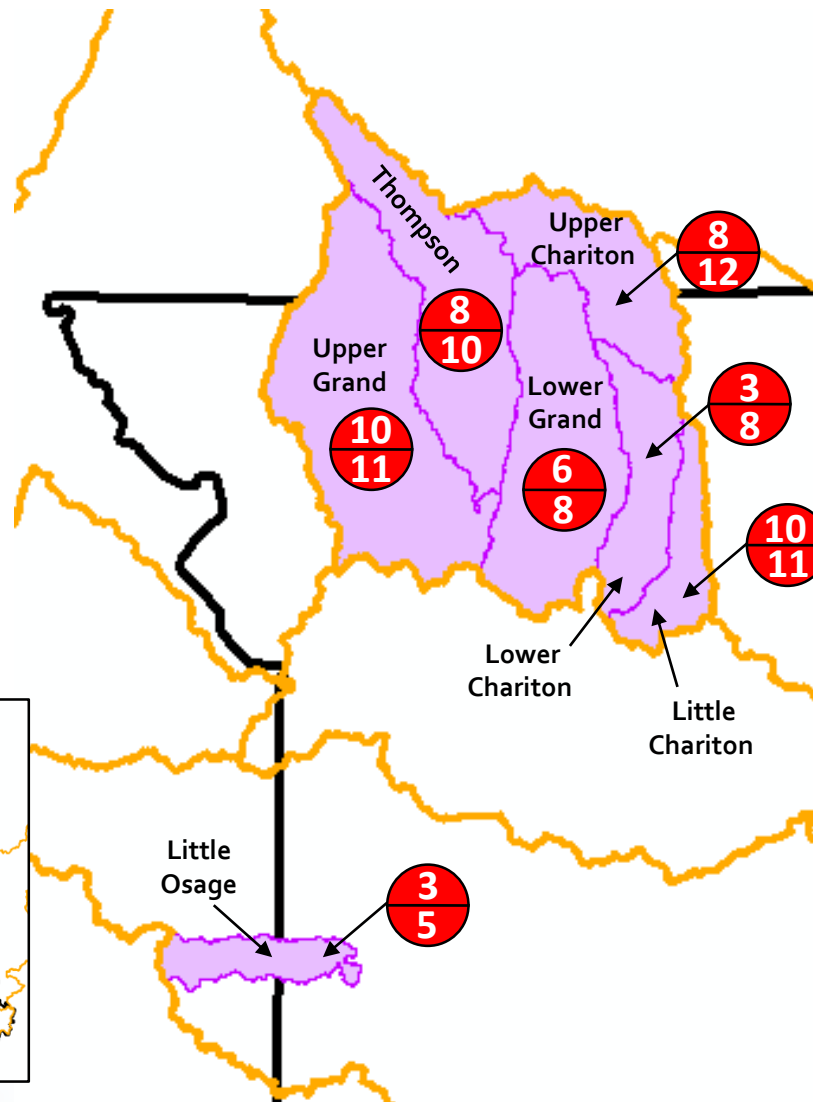 Thompson
Upper
Chariton
8
12
8
10
Upper
Grand
10
11
Lower
Grand
6
8
3
8
10
11
Lower
Chariton
Little
Chariton
Little
Osage
3
5